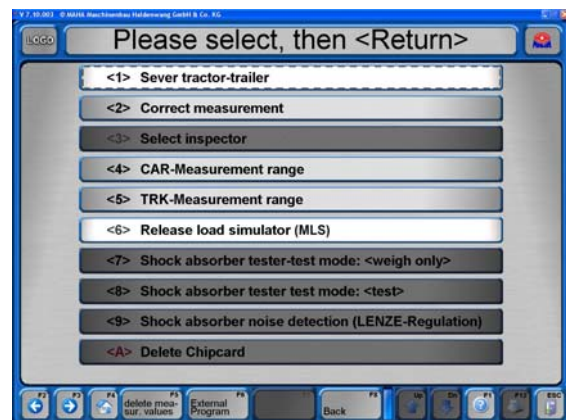 V 7.10.003 © MAHA Maschinenbau Haldenwang GmbH & Co. KG
LOGO Please select, then <Return>
<1> Sever tractor-trailer
<2> Correct measurement
<3> Select inspector
<4> CAR-Measurement range
<5> TRK-Measurement range
<6> Release load simulator (MLS)
<7> Shock absorber tester-test mode: <weigh only>
<8> Shock absorber tester test mode: <test>
<9> Shock absorber noise detection (LENZE-Regulation)
<A> Delete Chipcard
F2 F3 F4 F5 F6 F8 Up Dn F1 F12 ESC
delete mea-
sur. values
External
Program
Back